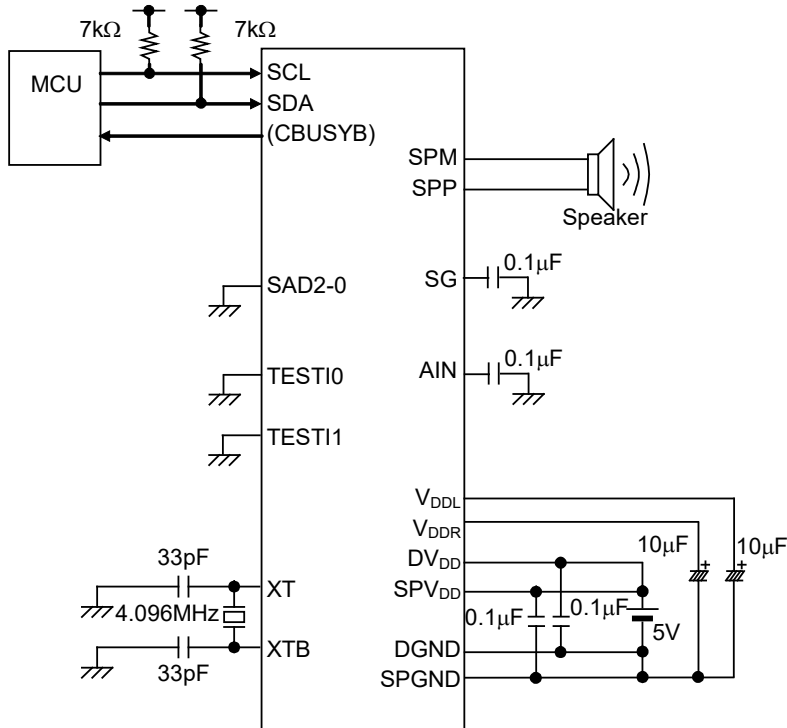 7kΩ 7kΩ
MCU
SCL
SDA
(CBUSYB)
SPM
SPP
Speaker
SG 0.1μF
SAD2-0
AIN 0.1μF
TESTI0
TESTI1
VDDL
VDDR
10μF 10μF
DVDD
33pF
XT
SPVDD
4.096MHz
0.1μF 0.1μF
5V
XTB
DGND
33pF
SPGND